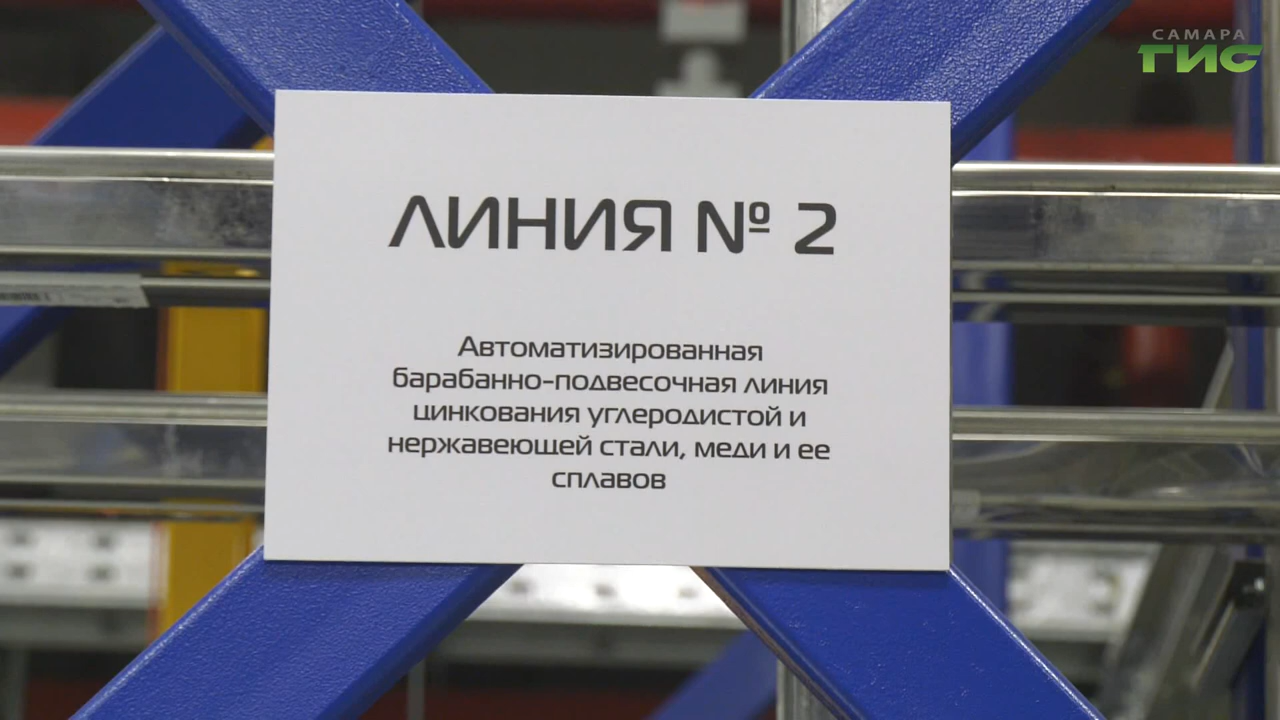 САМАРА
ГИС
ЛИНИЯ № 2
Автоматизированная
барабанно-подвесочная линия
цинкования углеродистой и
нержавеющей стали, меди и ее
сплавов